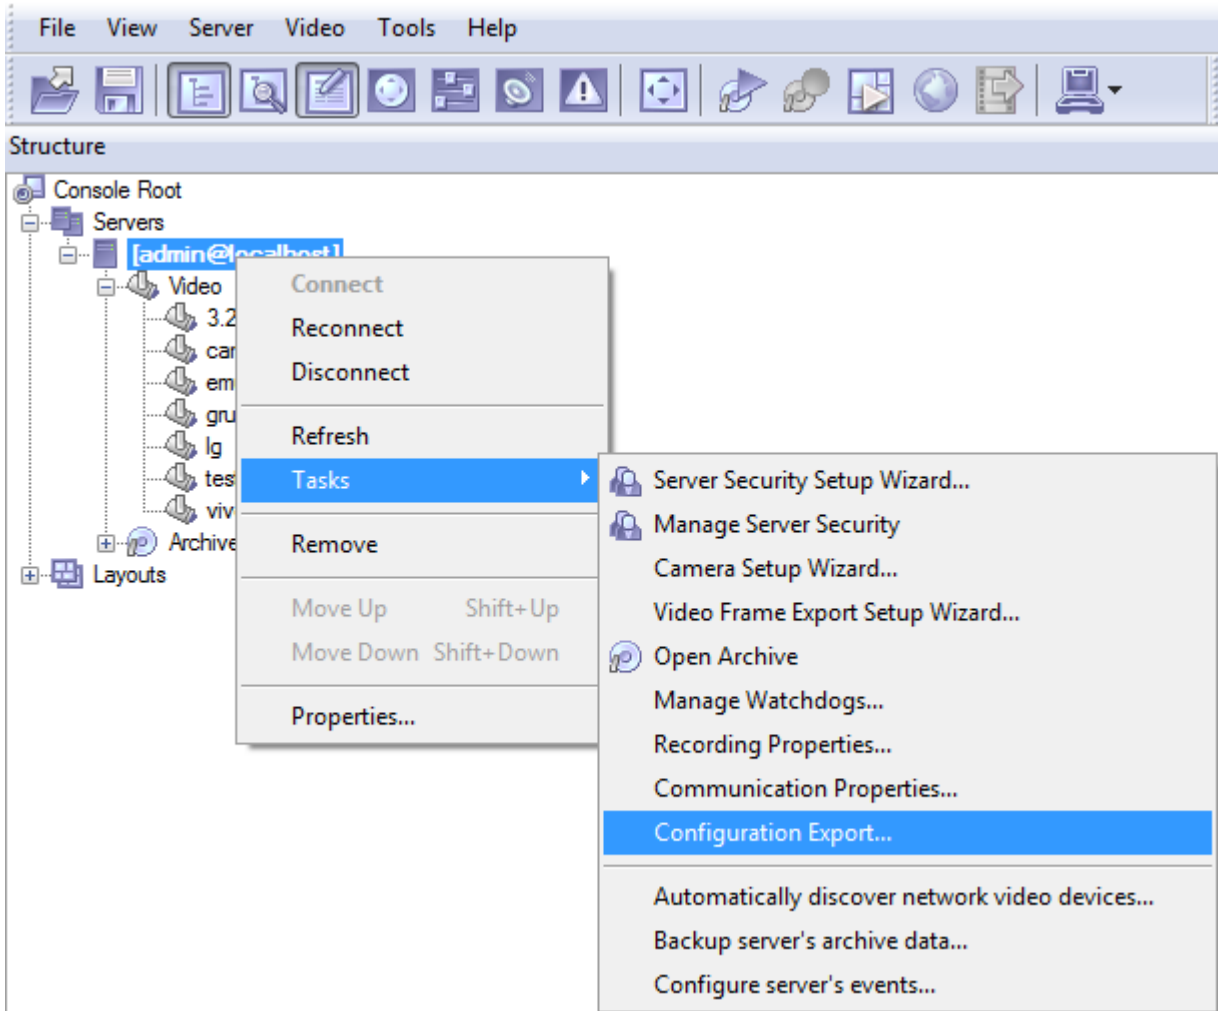 File View Server Video Tools Help
Structure
Console Root
Servers
[admin@localhost]
Video
3.2
car
em
gru
lg
tes
viv
Archive
Layouts
Connect
Reconnect
Disconnect
Refresh
Tasks
Remove
Move Up Shift+Up
Move Down Shift+Down
Properties...
Server Security Setup Wizard...
Manage Server Security
Camera Setup Wizard...
Video Frame Export Setup Wizard...
Open Archive
Manage Watchdogs...
Recording Properties...
Communication Properties...
Configuration Export...
Automatically discover network video devices...
Backup server's archive data...
Configure server's events...